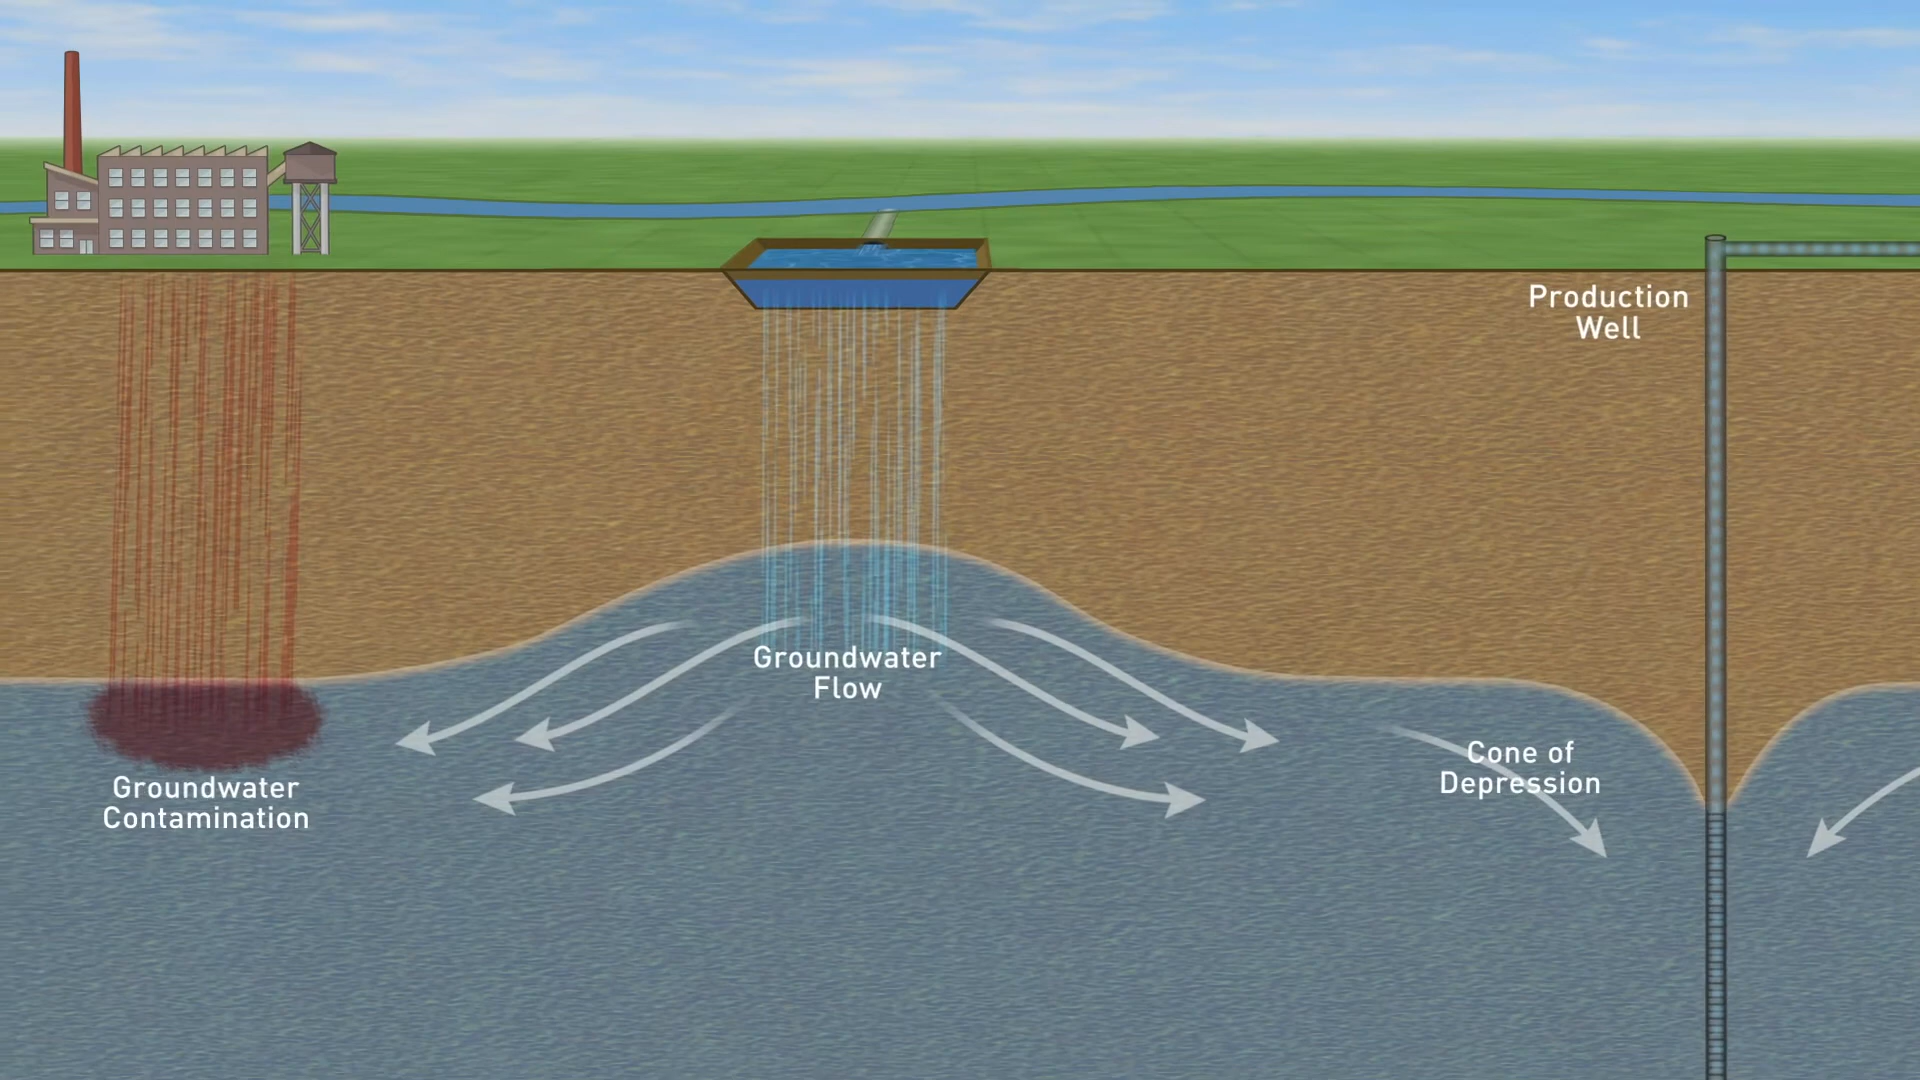 Production
Well
Groundwater
Flow
Cone of
Depression
Groundwater
Contamination